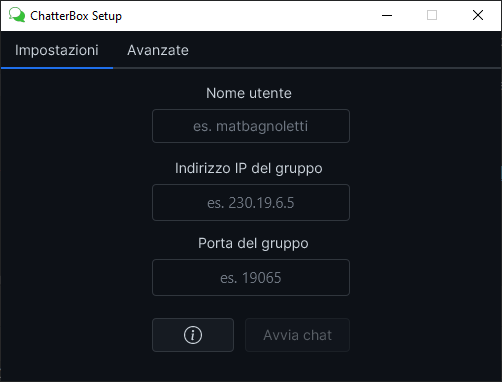 ChatterBox Setup
Impostazioni
Avanzate
Nome utente
es. matbagnoletti
Indirizzo IP del gruppo
es. 230.19.6.5
Porta del gruppo
es. 19065
Avvia chat